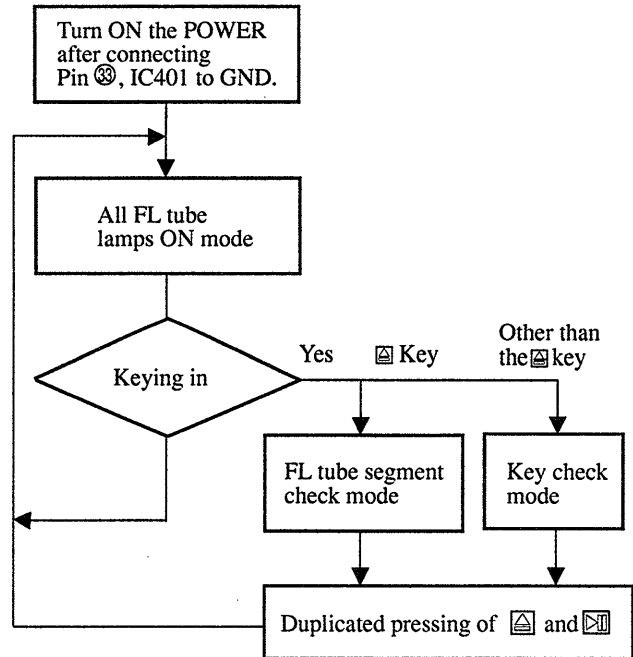 Turn ON the POWER
after connecting
Pin ㉝, IC401 to GND.
All FL tube
lamps ON mode
Keying in
Yes
⏏ Key
Other than
the ⏏ key
FL tube segment
check mode
Key check
mode
Duplicated pressing of ⏏ and ⏯